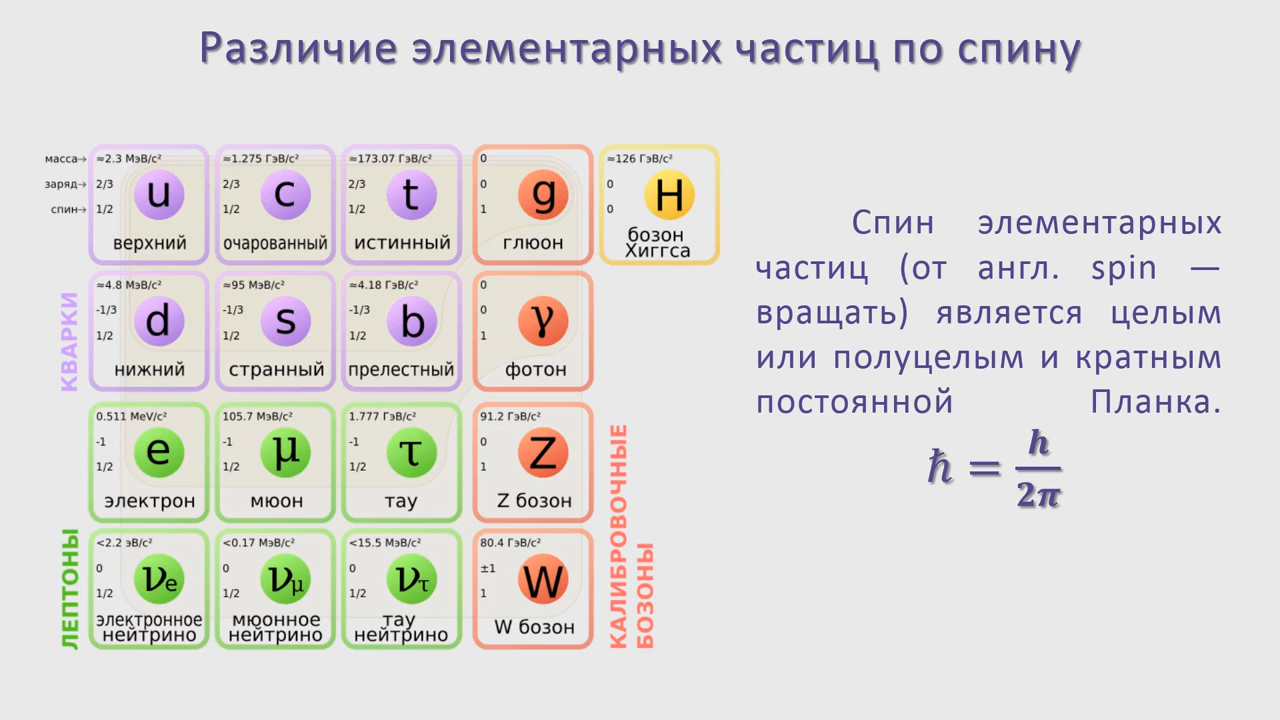 Различие элементарных частиц по спину
масса→
заряд→
спин→
≈2.3 МэВ/c²
2/3
1/2
u
верхний
≈1.275 ГэВ/c²
2/3
1/2
c
очарованный
≈173.07 ГэВ/c²
2/3
1/2
t
истинный
0
0
1
g
глюон
≈126 ГэВ/c²
0
0
H
бозон
Хиггса
КВАРКИ
≈4.8 МэВ/c²
-1/3
1/2
d
нижний
≈95 МэВ/c²
-1/3
1/2
s
странный
≈4.18 ГэВ/c²
-1/3
1/2
b
прелестный
0
0
1
γ
фотон
0.511 MeV/c²
-1
1/2
e
электрон
105.7 МэВ/c²
-1
1/2
μ
мюон
1.777 ГэВ/c²
-1
1/2
τ
тау
91.2 ГэВ/c²
0
1
Z
Z бозон
ЛЕПТОНЫ
<2.2 эВ/c²
0
1/2
νe
электронное
нейтрино
<0.17 МэВ/c²
0
1/2
νμ
мюонное
нейтрино
<15.5 МэВ/c²
0
1/2
ντ
тау
нейтрино
80.4 ГэВ/c²
±1
1
W
W бозон
КАЛИБРОВОЧНЫЕ
БОЗОНЫ
Спин элементарных
частиц (от англ. spin —
вращать) является целым
или полуцелым и кратным
постоянной Планка.
ℏ = h/2π